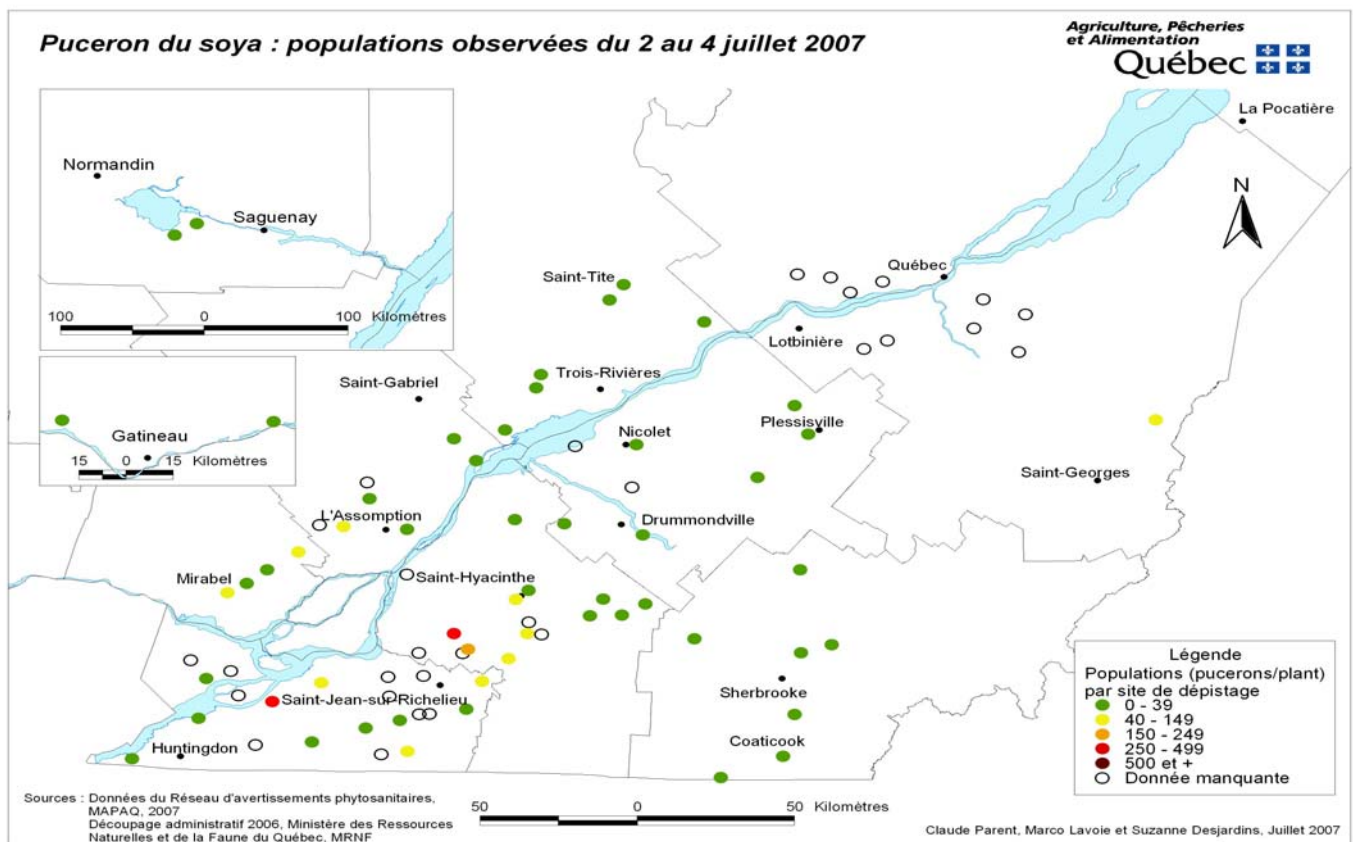 Puceron du soya : populations observées du 2 au 4 juillet 2007
Agriculture, Pêcheries
et Alimentation
Québec
La Pocatière
Normandin
Saguenay
100 0 100 Kilomètres
N
Québec
Saint-Tite
Lotbinière
Saint-Gabriel
Trois-Rivières
Gatineau
15 0 15 Kilomètres
Nicolet
Plessisville
Saint-Georges
L'Assomption
Drummondville
Mirabel
Saint-Hyacinthe
Saint-Jean-sur-Richelieu
Sherbrooke
Huntingdon
Coaticook
Légende
Populations (pucerons/plant)
par site de dépistage
0 - 39
40 - 149
150 - 249
250 - 499
500 et +
Donnée manquante
Sources : Données du Réseau d'avertissements phytosanitaires,
MAPAQ, 2007
Découpage administratif 2006, Ministère des Ressources
Naturelles et de la Faune du Québec, MRNF
50 0 50 Kilomètres
Claude Parent, Marco Lavoie et Suzanne Desjardins, Juillet 2007